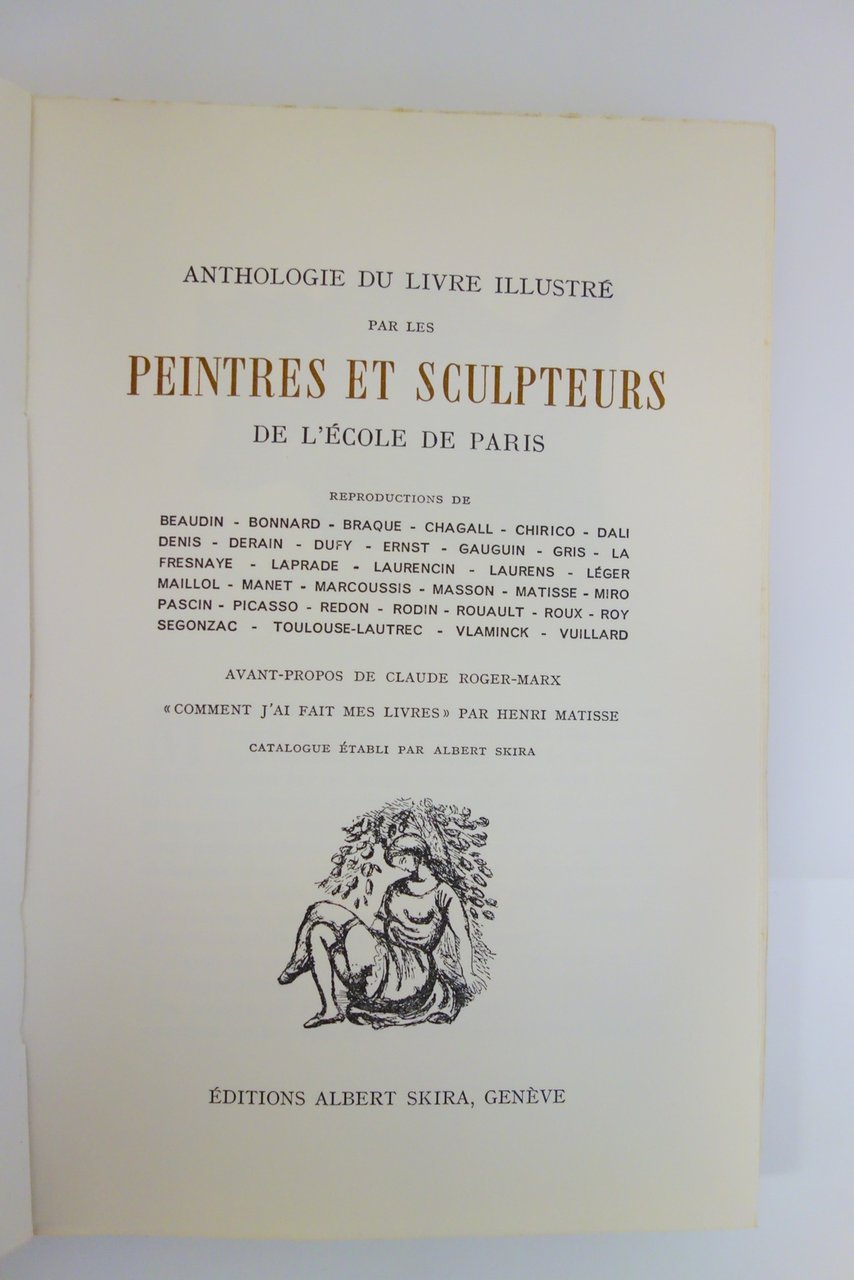 ANTHOLOGIE DU LIVRE ILLUSTRÉ
PAR LES
PEINTRES ET SCULPTEURS
DE L'ÉCOLE DE PARIS
REPRODUCTIONS DE
BEAUDIN - BONNARD - BRAQUE - CHAGALL - CHIRICO - DALI
DENIS - DERAIN - DUFY - ERNST - GAUGUIN - GRIS - LA
FRESNAYE - LAPRADE - LAURENCIN - LAURENS - LÉGER
MAILLOL - MANET - MARCOUSSIS - MASSON - MATISSE - MIRO
PASCIN - PICASSO - REDON - RODIN - ROUAULT - ROUX - ROY
SEGONZAC - TOULOUSE-LAUTREC - VLAMINCK - VUILLARD
AVANT-PROPOS DE CLAUDE ROGER-MARX
«COMMENT J'AI FAIT MES LIVRES» PAR HENRI MATISSE
CATALOGUE ÉTABLI PAR ALBERT SKIRA
ÉDITIONS ALBERT SKIRA, GENÈVE